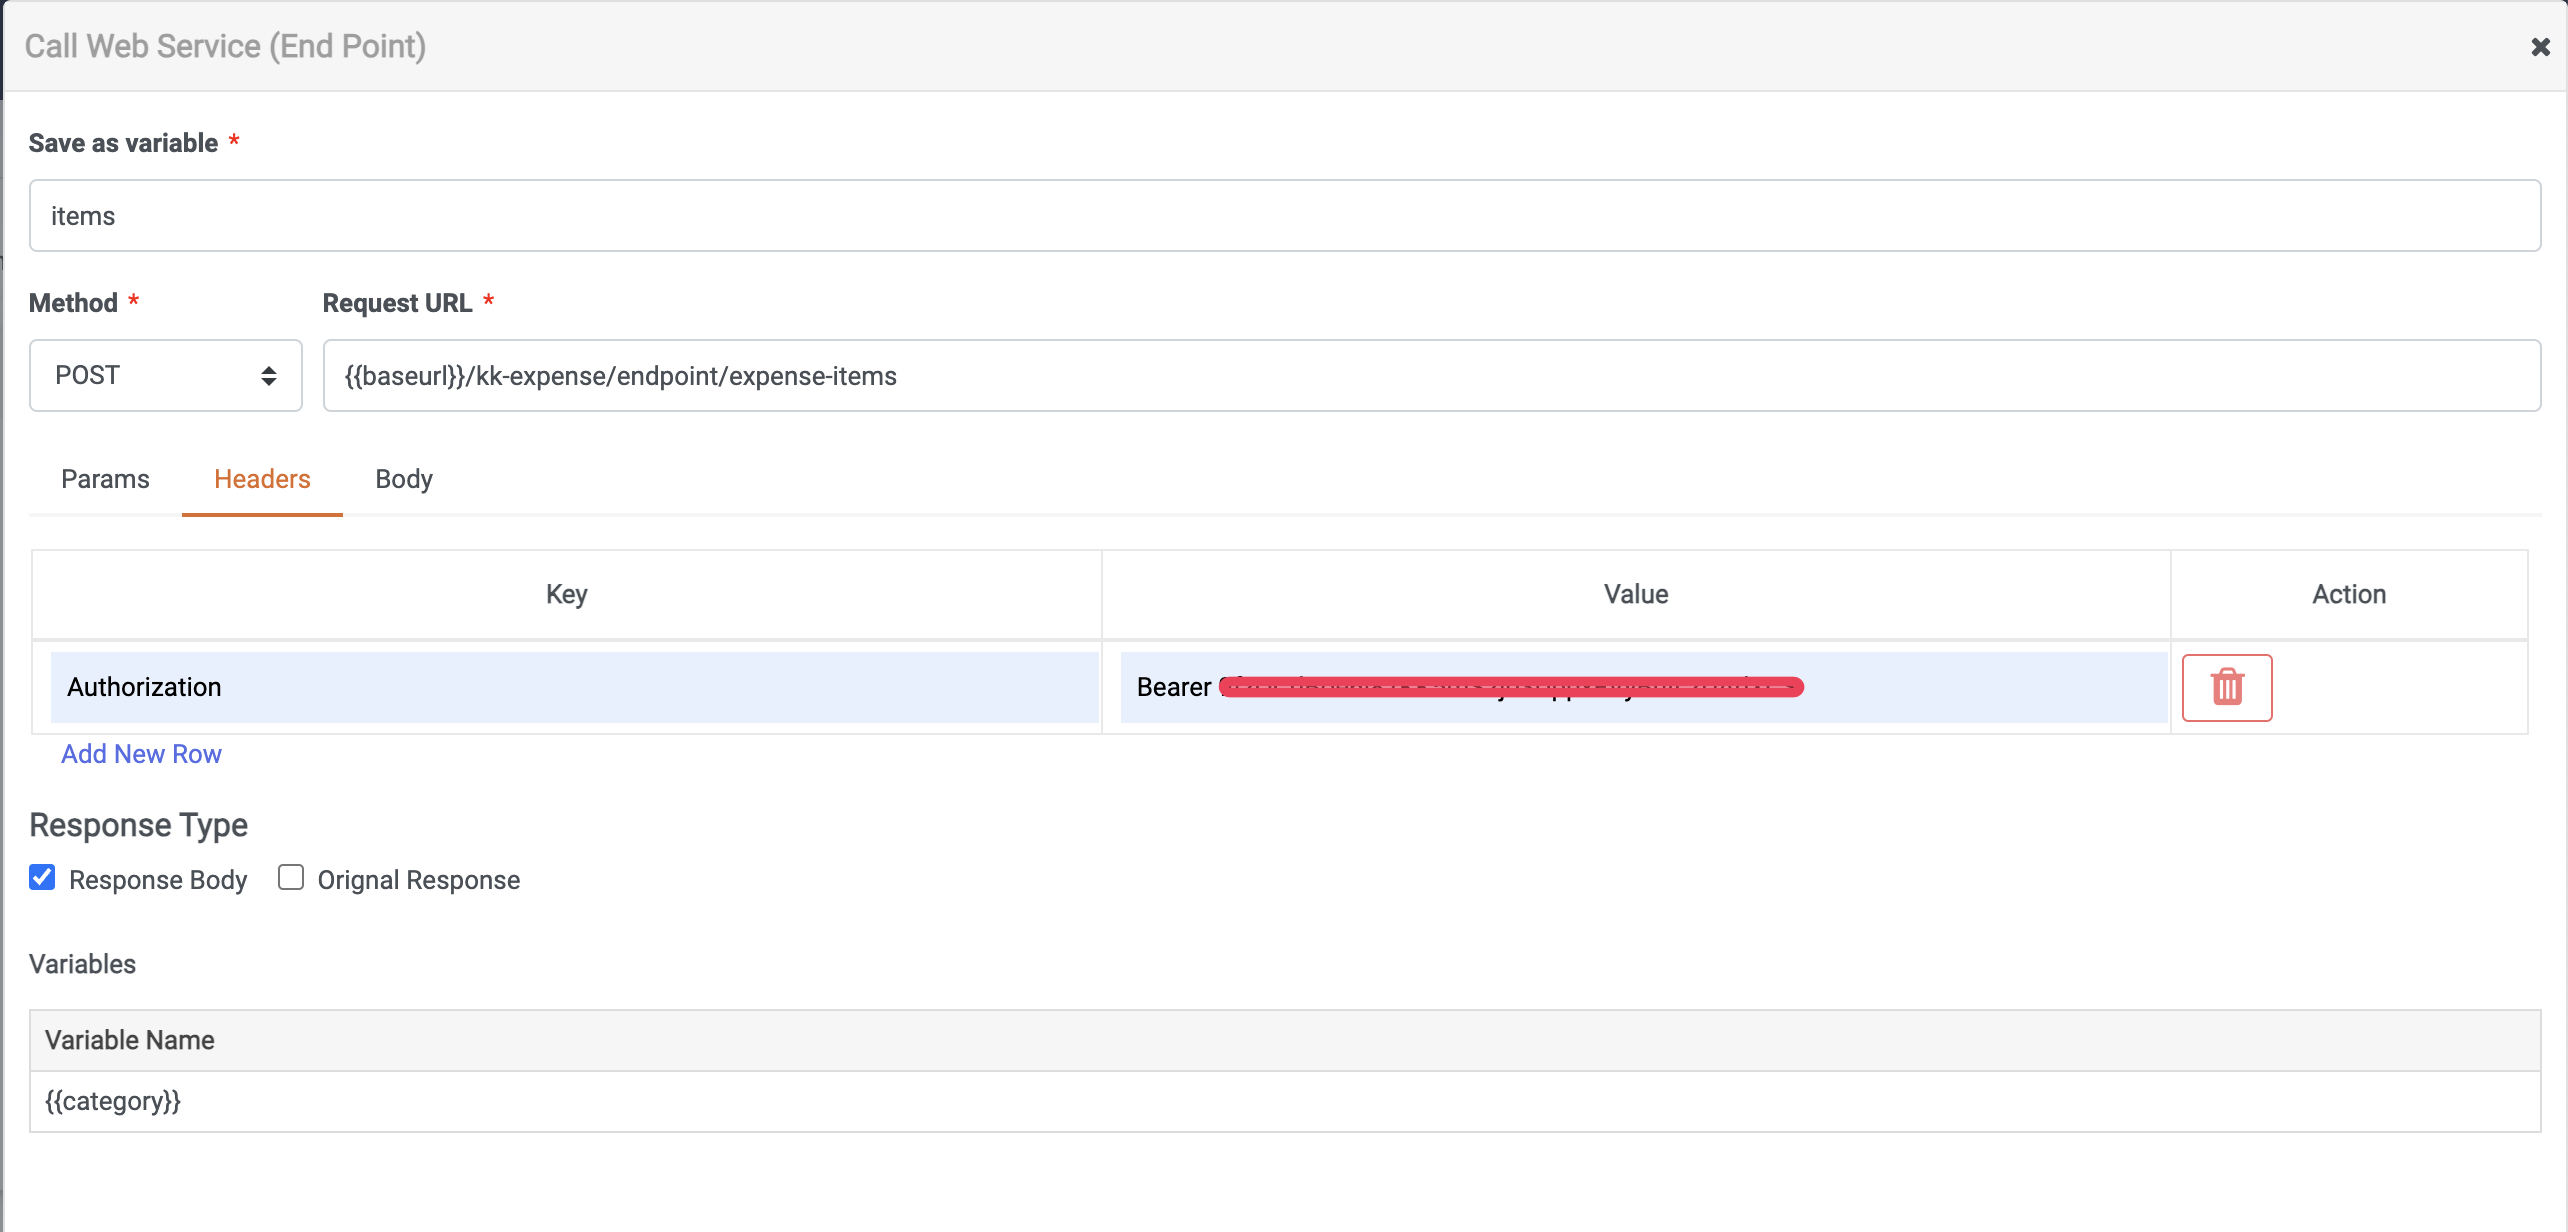 Call Web Service (End Point)
Save as variable *
items
Method * Request URL *
POST {{baseurl}}/kk-expense/endpoint/expense-items
Params Headers Body
Key Value Action
Authorization Bearer
Add New Row
Response Type
Response Body Orignal Response
Variables
Variable Name
{{category}}